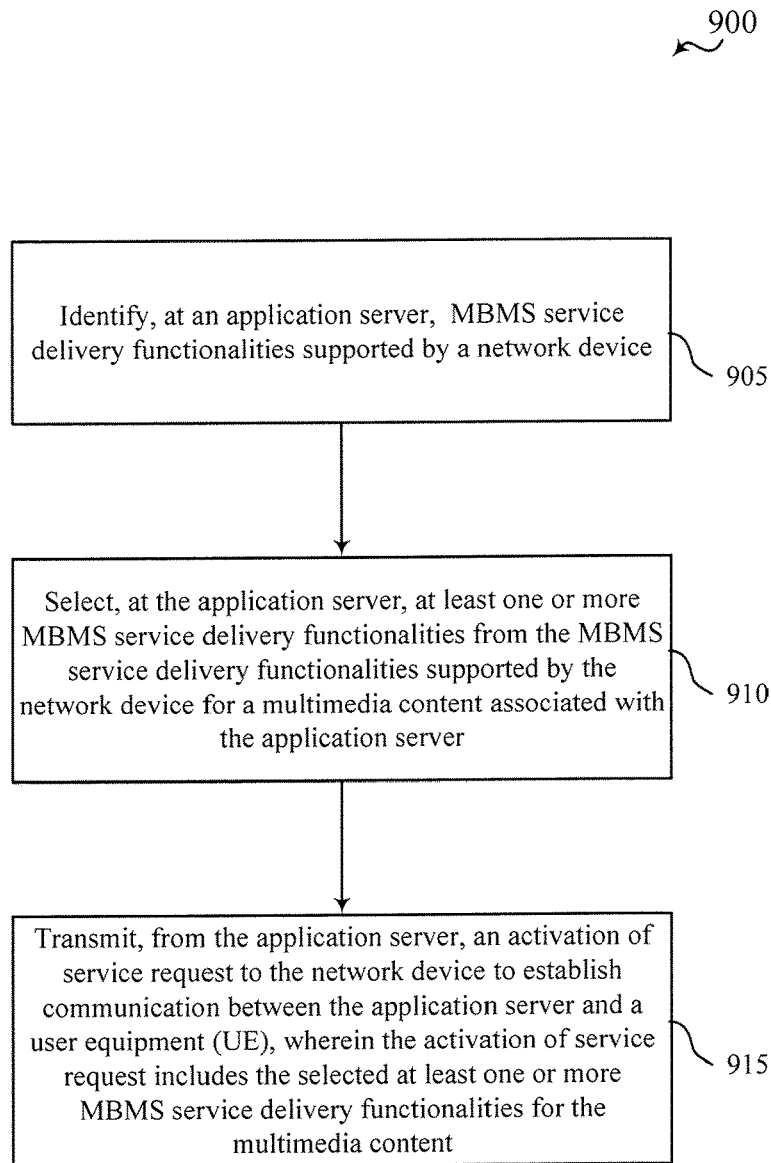 900
Identify, at an application server, MBMS service
delivery functionalities supported by a network device
905
Select, at the application server, at least one or more
MBMS service delivery functionalities from the MBMS
service delivery functionalities supported by the
network device for a multimedia content associated with
the application server
910
Transmit, from the application server, an activation of
service request to the network device to establish
communication between the application server and a
user equipment (UE), wherein the activation of service
request includes the selected at least one or more
MBMS service delivery functionalities for the
multimedia content
915